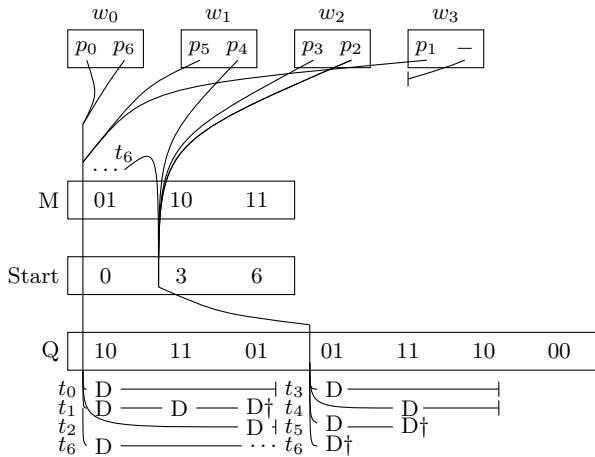 w0 w1 w2 w3
p0 p6 p5 p4 p3 p2 p1 −
t6
···
M 01 10 11
Start 0 3 6
Q 10 11 01 01 11 10 00
t0 D t3 D
t1 D D D† t4 D
t2 D t5 D D†
t6 D ··· t6 D†